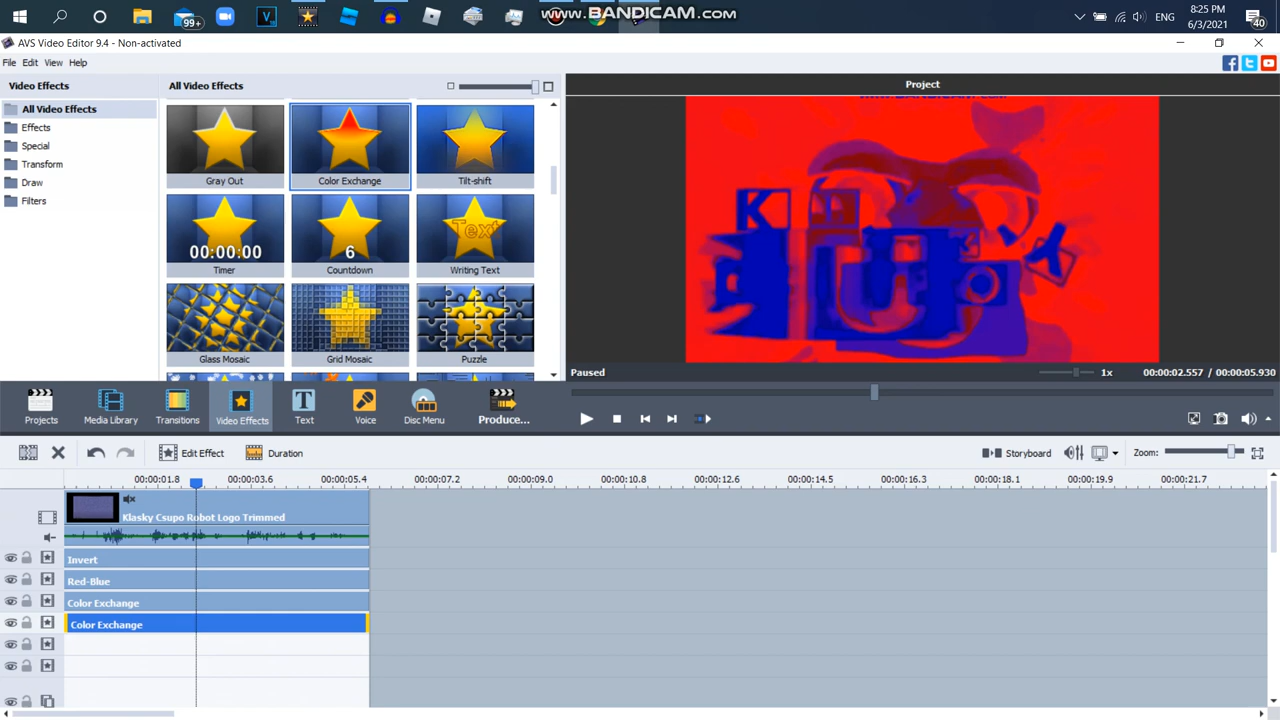 99+
www.BANDICAM.com
ENG
8:25 PM
6/3/2021
40
AVS Video Editor 9.4 - Non-activated
File Edit View Help
Video Effects
All Video Effects
Project
All Video Effects
Effects
Special
Transform
Draw
Filters
Gray Out
Color Exchange
Tilt-shift
00:00:00
6
Text
Timer
Countdown
Writing Text
Glass Mosaic
Grid Mosaic
Puzzle
Paused
1x
00:00:02.557 / 00:00:05.930
Projects
Media Library
Transitions
Video Effects
Text
Voice
Disc Menu
Produce...
Edit Effect
Duration
Storyboard
Zoom:
00:00:01.8 00:00:03.6 00:00:05.4 00:00:07.2 00:00:09.0 00:00:10.8 00:00:12.6 00:00:14.5 00:00:16.3 00:00:18.1 00:00:19.9 00:00:21.7
Klasky Csupo Robot Logo Trimmed
Invert
Red-Blue
Color Exchange
Color Exchange